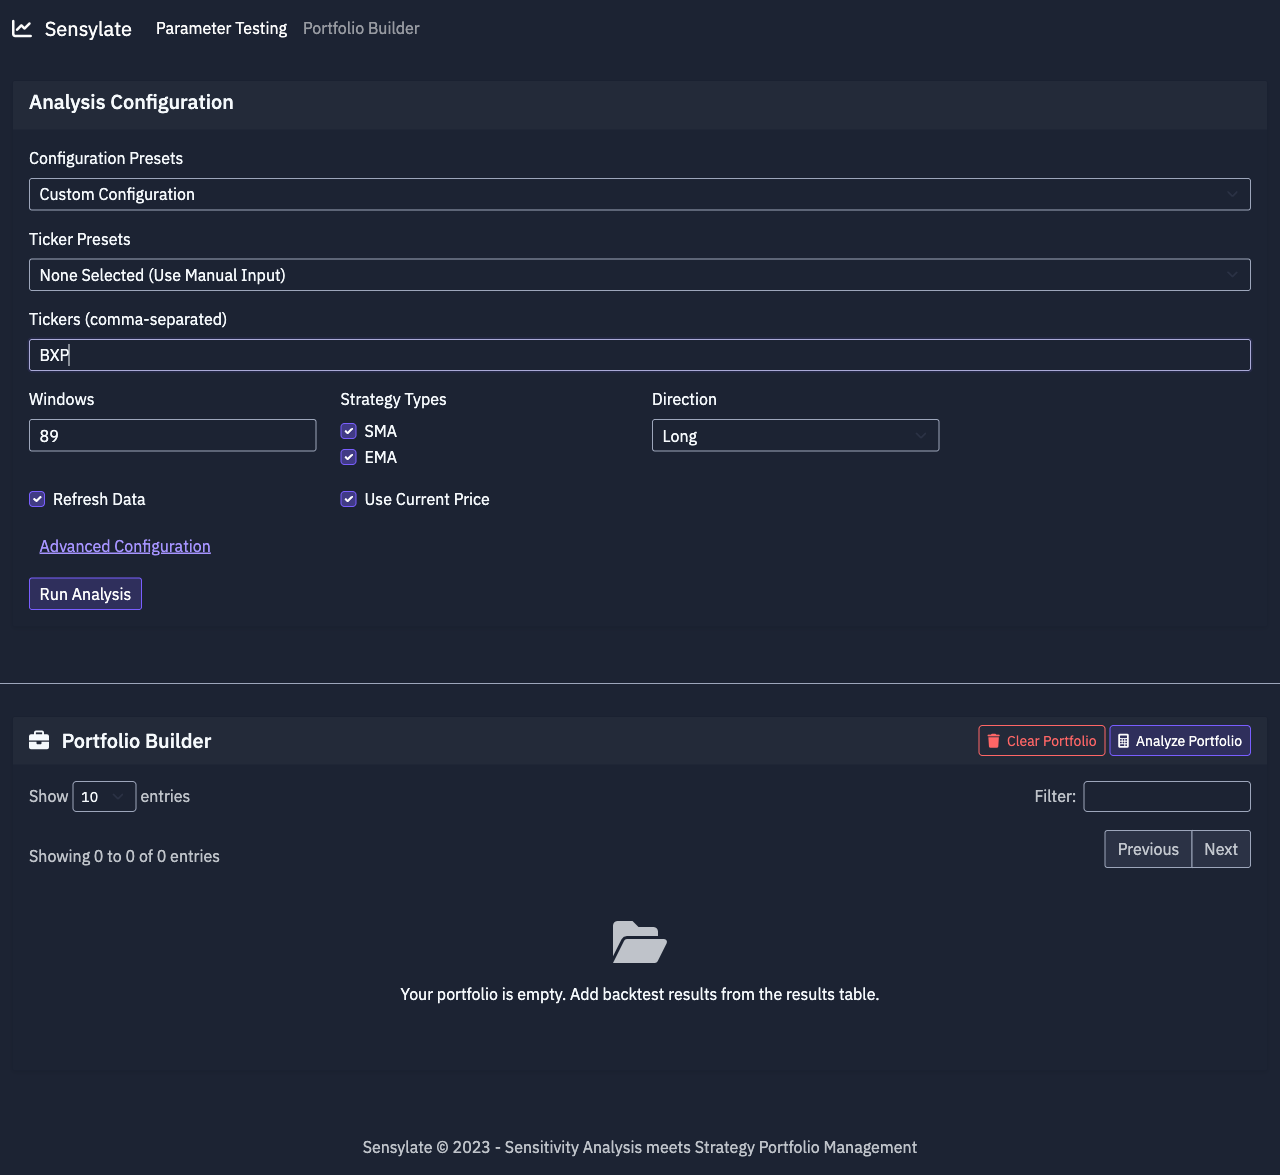 Sensylate Parameter Testing Portfolio Builder
Analysis Configuration
Configuration Presets
Custom Configuration
Ticker Presets
None Selected (Use Manual Input)
Tickers (comma-separated)
BXP
Windows Strategy Types Direction
89 SMA Long
EMA
Refresh Data Use Current Price
Advanced Configuration
Run Analysis
Portfolio Builder Clear Portfolio Analyze Portfolio
Show 10 entries Filter:
Showing 0 to 0 of 0 entries Previous Next
Your portfolio is empty. Add backtest results from the results table.
Sensylate © 2023 - Sensitivity Analysis meets Strategy Portfolio Management